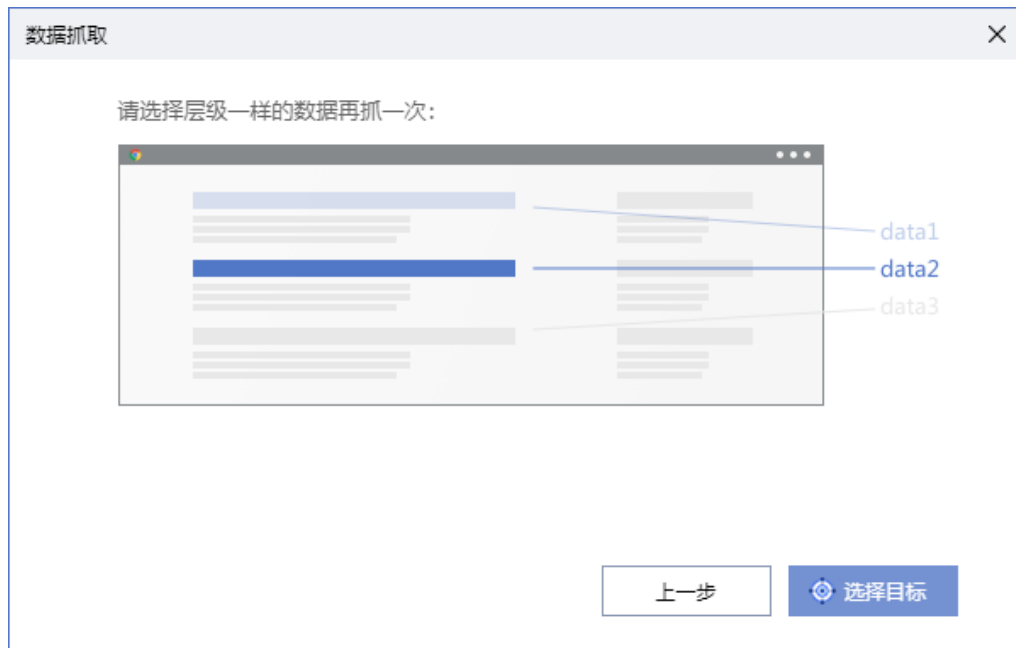 数据抓取
请选择层级一样的数据再抓一次：
data1
data2
data3
上一步
选择目标